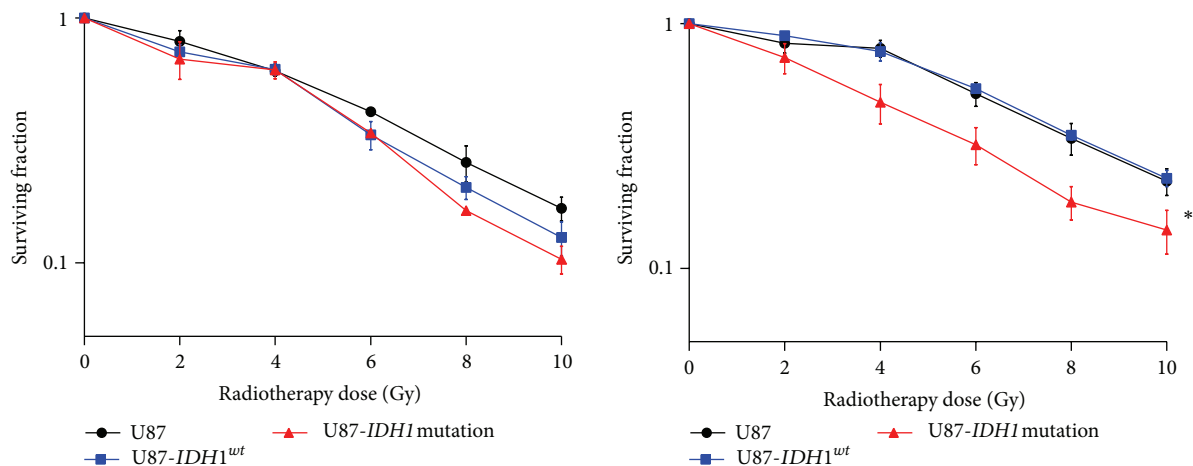 1
0.1
Surviving fraction
0 2 4 6 8 10
Radiotherapy dose (Gy)
U87
U87-IDH1 mutation
U87-IDH1wt
1
0.1
Surviving fraction
*
0 2 4 6 8 10
Radiotherapy dose (Gy)
U87
U87-IDH1 mutation
U87-IDH1wt